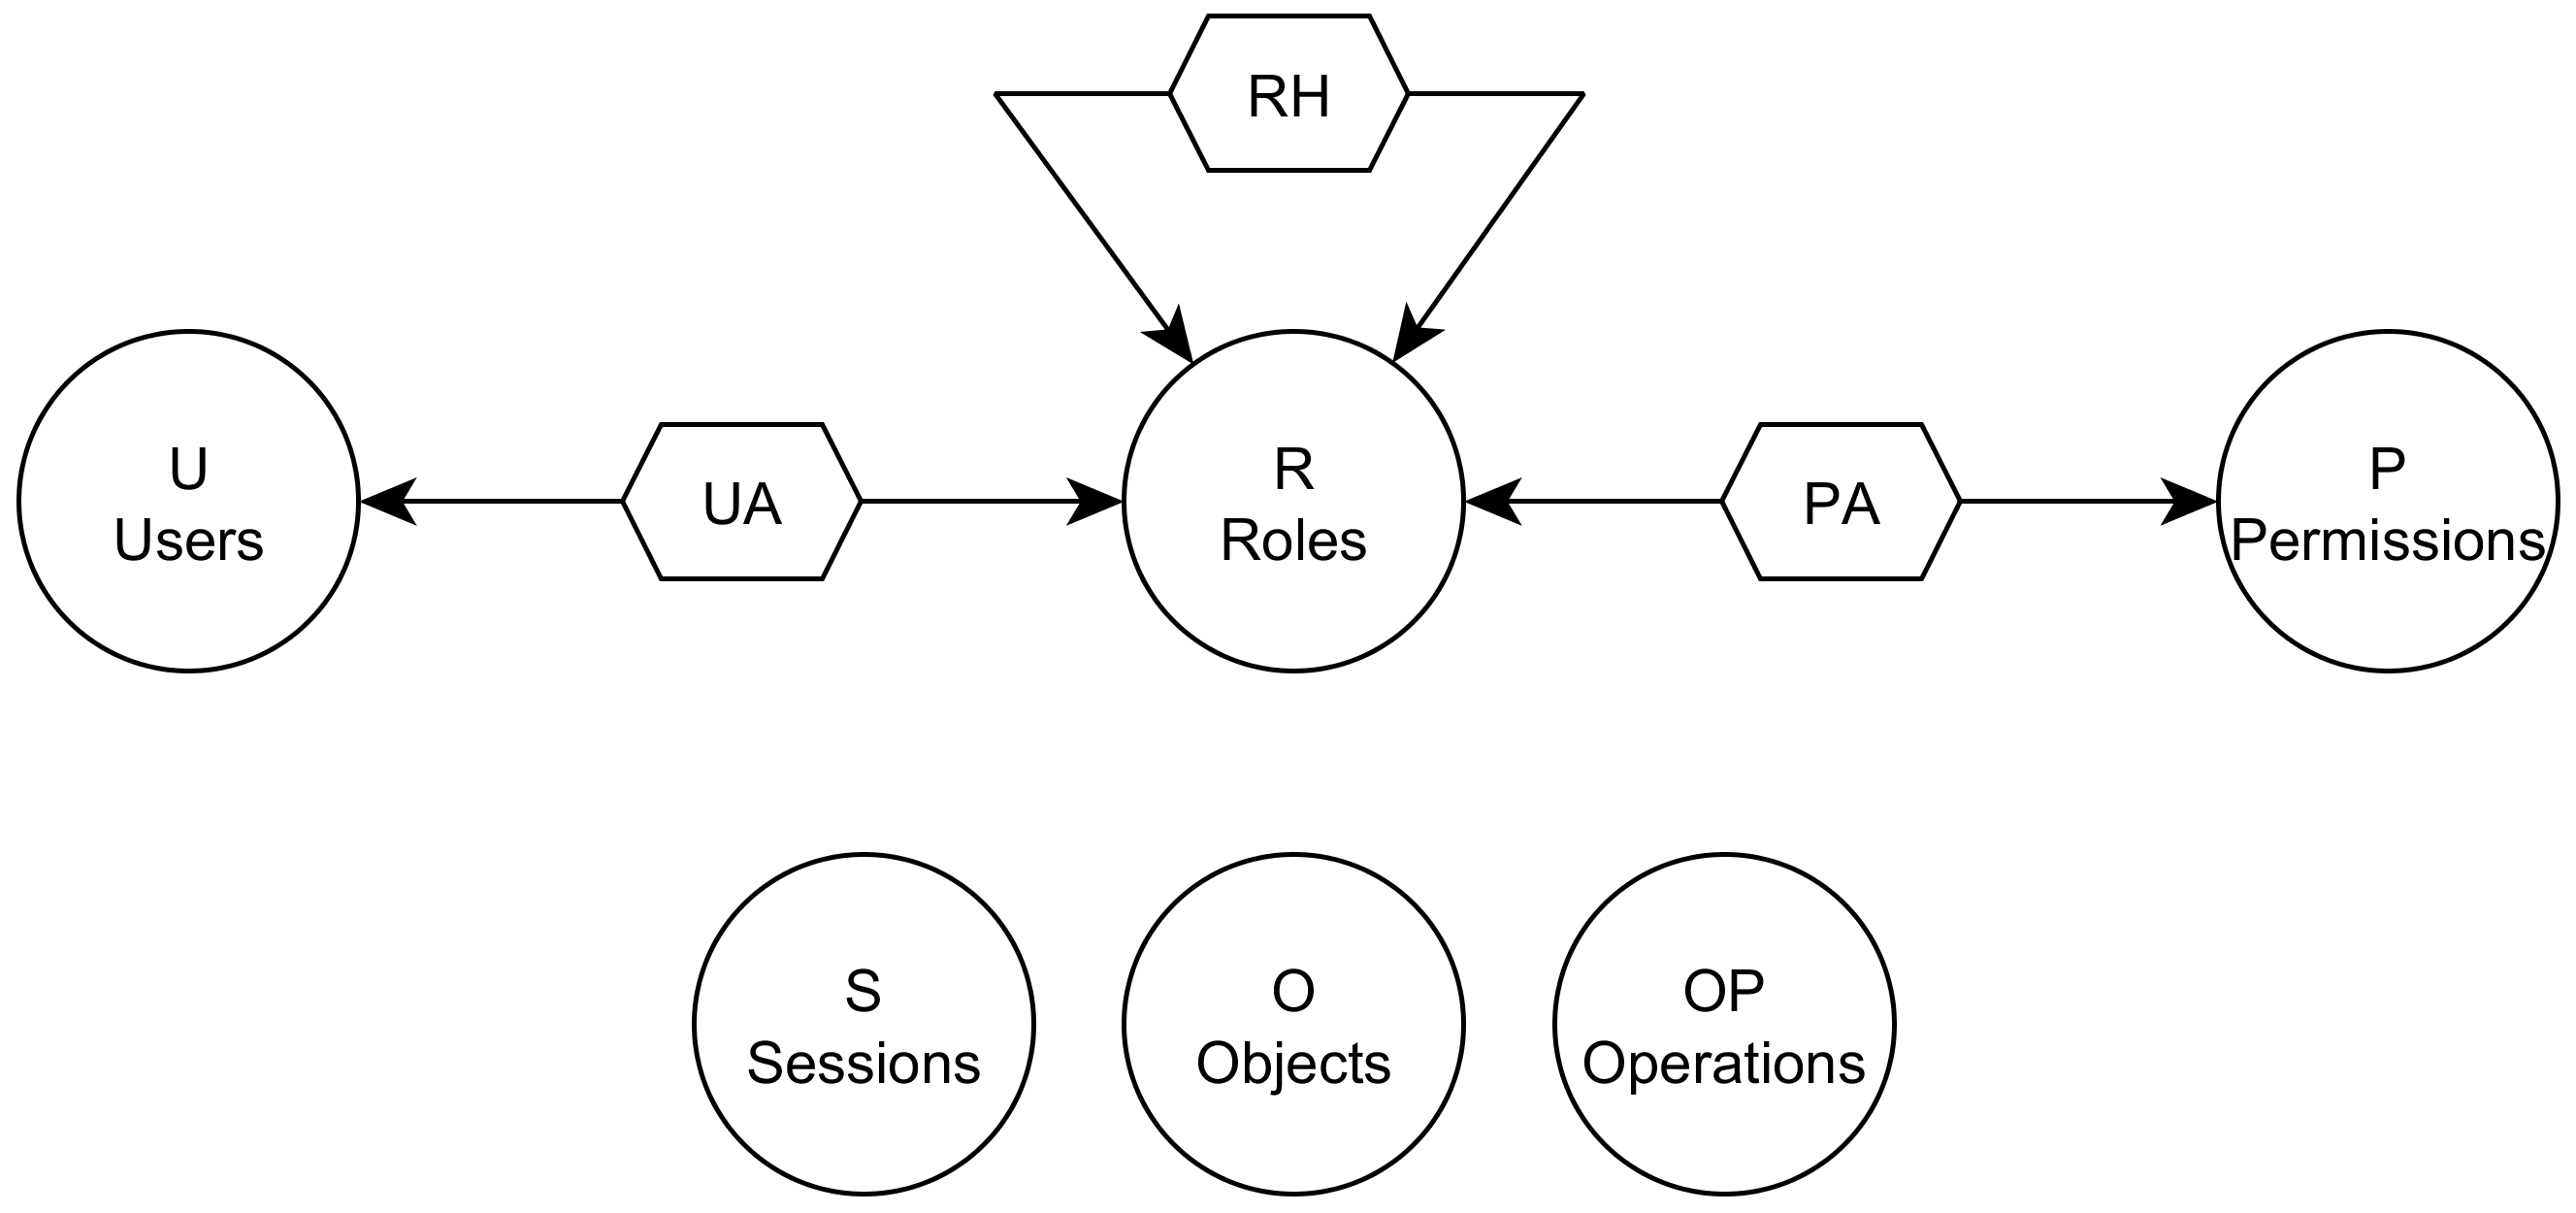 RH
U
Users
UA
R
Roles
PA
P
Permissions
S
Sessions
O
Objects
OP
Operations